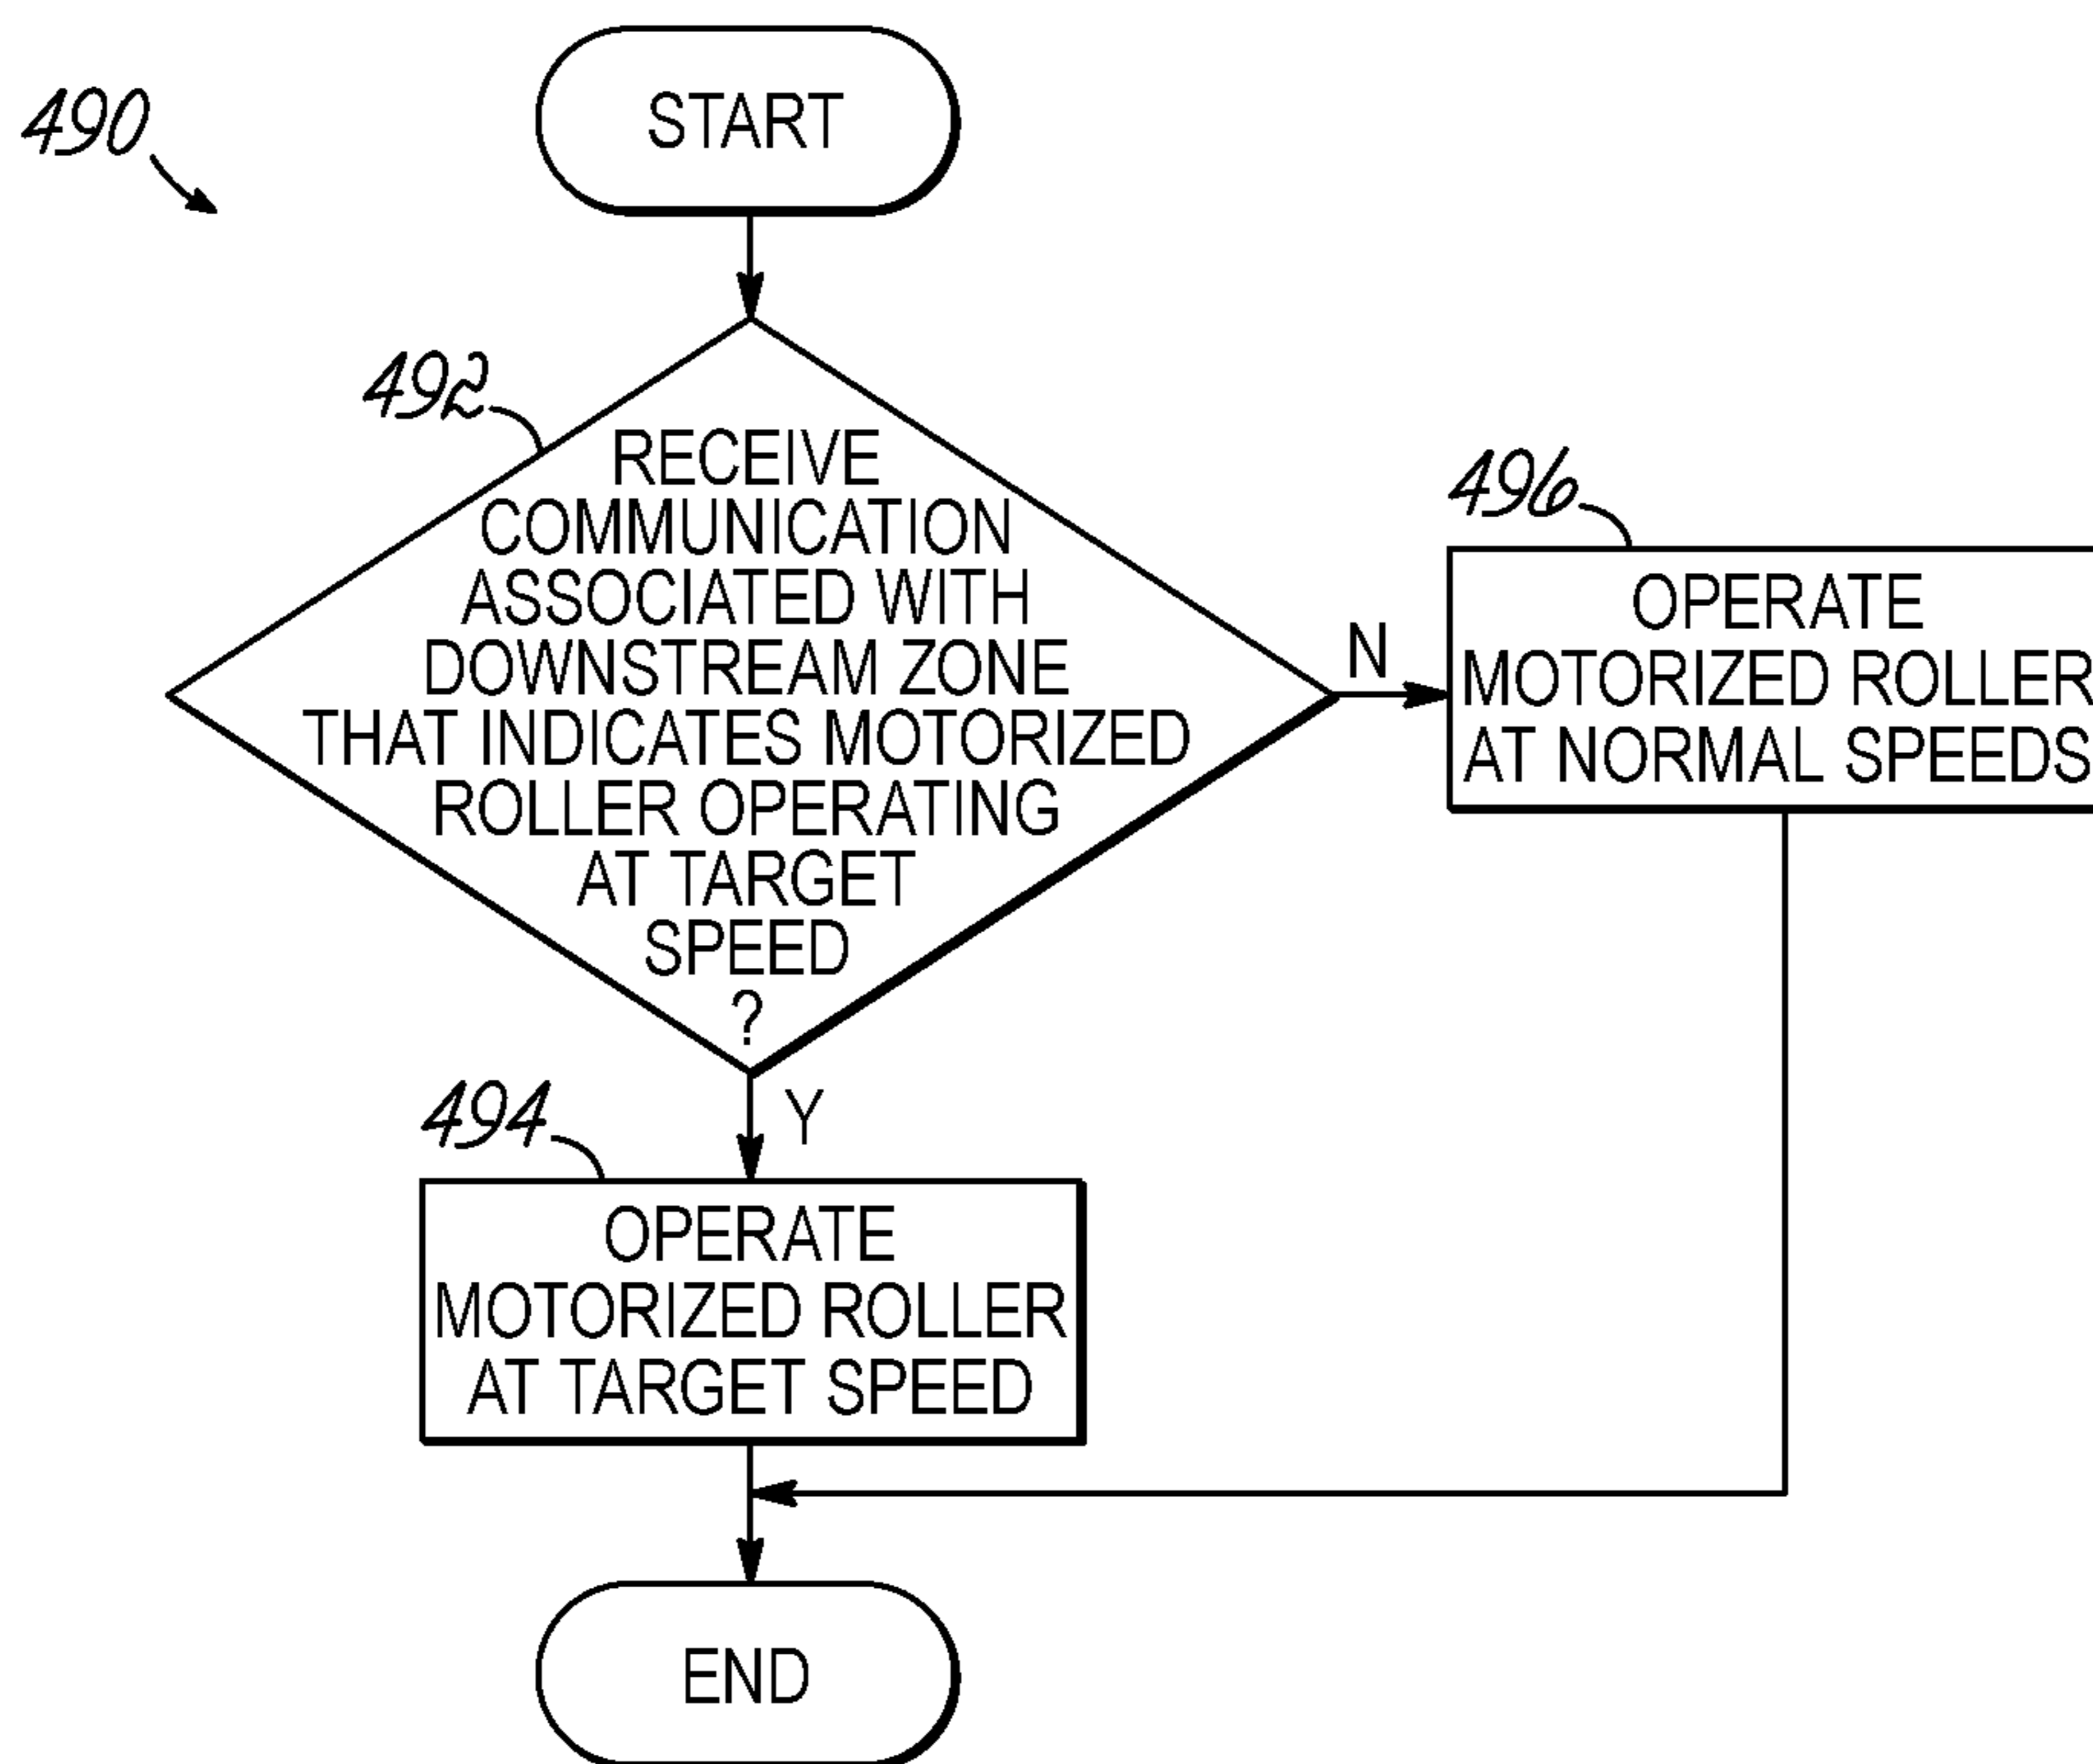 490
START
492
RECEIVE
COMMUNICATION
ASSOCIATED WITH
DOWNSTREAM ZONE
THAT INDICATES MOTORIZED
ROLLER OPERATING
AT TARGET
SPEED
?
N
496
OPERATE
MOTORIZED ROLLER
AT NORMAL SPEEDS
Y
494
OPERATE
MOTORIZED ROLLER
AT TARGET SPEED
END